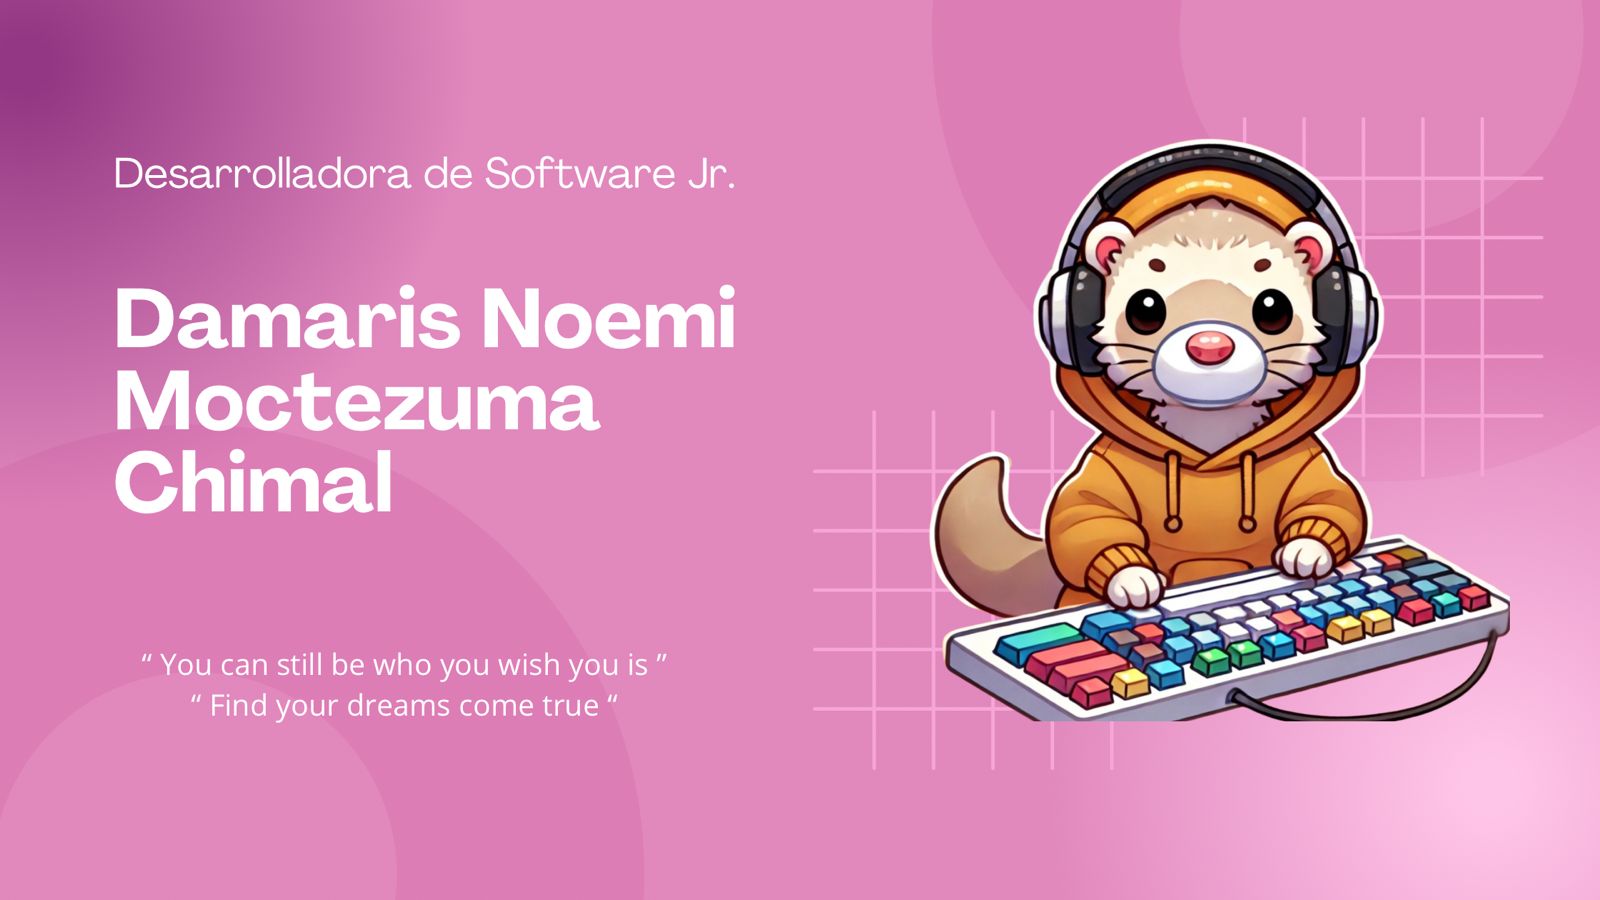 Desarrolladora de Software Jr.
Damaris Noemi
Moctezuma
Chimal
“ You can still be who you wish you is ”
“ Find your dreams come true “